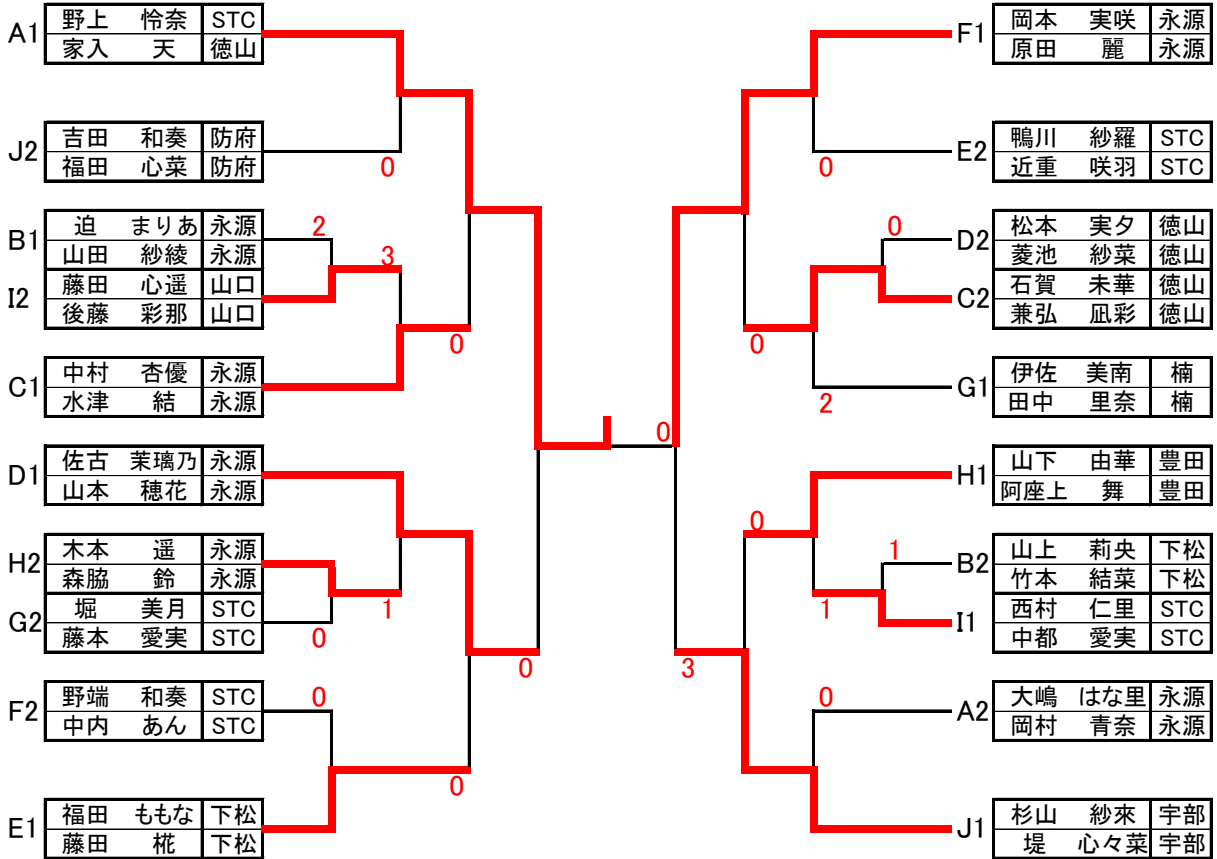 A1
野上 怜奈 STC
家入 天 徳山
J2
吉田 和奏 防府
福田 心菜 防府
0
B1
迫 まりあ 永源
山田 紗綾 永源
2
I2
藤田 心遥 山口
後藤 彩那 山口
3
C1
中村 杏優 永源
水津 結 永源
0
D1
佐古 茉璃乃 永源
山本 穂花 永源
H2
木本 遥 永源
森脇 鈴 永源
G2
堀 美月 STC
藤本 愛実 STC
0
1
0
F2
野端 和奏 STC
中内 あん STC
0
E1
福田 ももな 下松
藤田 椛 下松
0
0
F1
岡本 実咲 永源
原田 麗 永源
E2
鴨川 紗羅 STC
近重 咲羽 STC
0
D2
松本 実夕 徳山
菱池 紗菜 徳山
0
C2
石賀 未華 徳山
兼弘 凪彩 徳山
0
G1
伊佐 美南 楠
田中 里奈 楠
2
H1
山下 由華 豊田
阿座上 舞 豊田
0
B2
山上 莉央 下松
竹本 結菜 下松
1
I1
西村 仁里 STC
中都 愛実 STC
1
3
A2
大嶋 はな里 永源
岡村 青奈 永源
0
J1
杉山 紗來 宇部
堤 心々菜 宇部